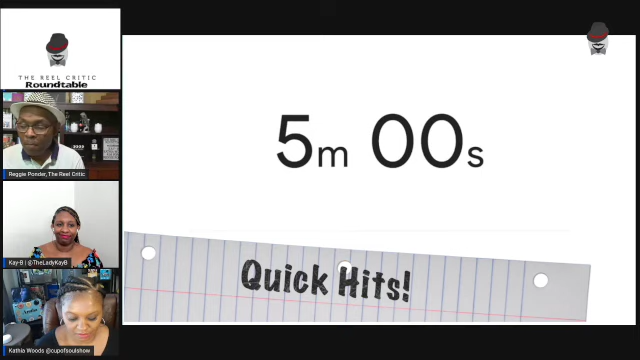 THE REEL CRITIC
Roundtable
5m 00s
Reggie Ponder, The Reel Critic
Kay-B | @TheLadyKayB
Quick Hits!
Kathia Woods @cupofsoulshow